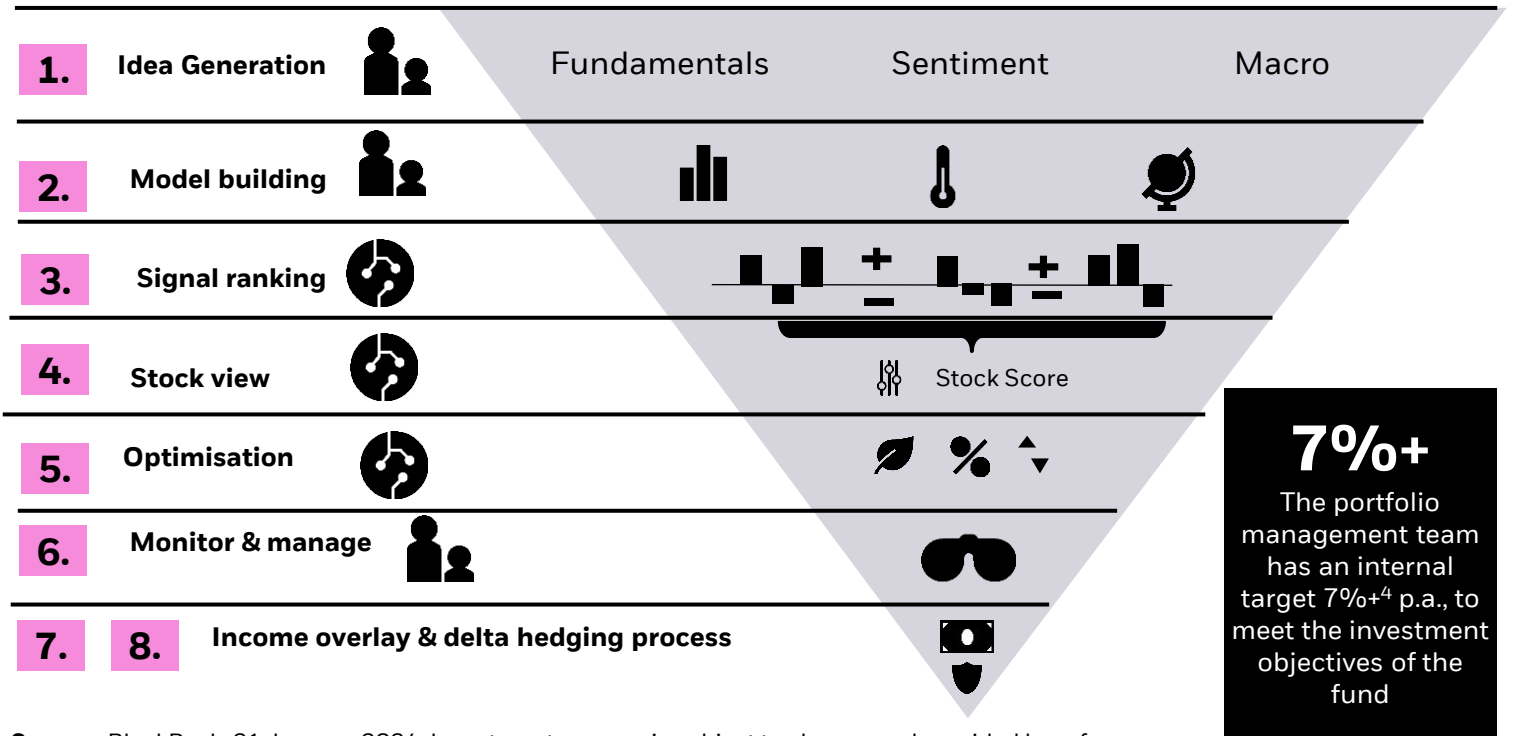 1. Idea Generation Fundamentals Sentiment Macro
2. Model building
3. Signal ranking
4. Stock view Stock Score
5. Optimisation
6. Monitor & manage
7. 8. Income overlay & delta hedging process
7%+
The portfolio
management team
has an internal
target 7%+⁴ p.a., to
meet the investment
objectives of the
fund